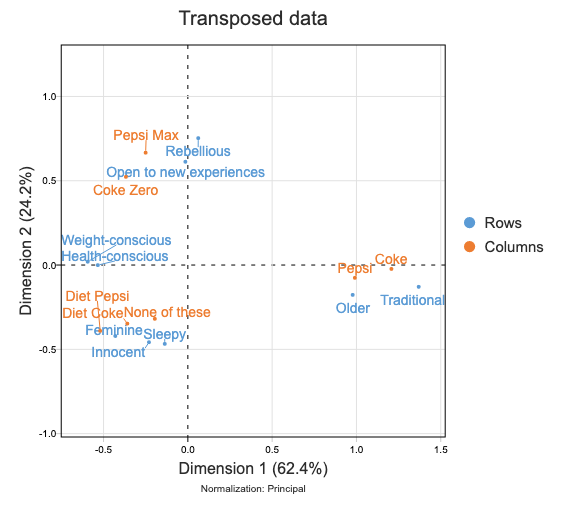 Transposed data
Dimension 2 (24.2%)
1.0
0.5
0.0
-0.5
-1.0
Pepsi Max
Rebellious
Open to new experiences
Coke Zero
Weight-conscious
Health-conscious
Coke
Pepsi
Diet Pepsi
Traditional
Older
Diet Coke
None of these
Feminine
Sleepy
Innocent
Rows
Columns
-0.5
0.0
0.5
1.0
1.5
Dimension 1 (62.4%)
Normalization: Principal